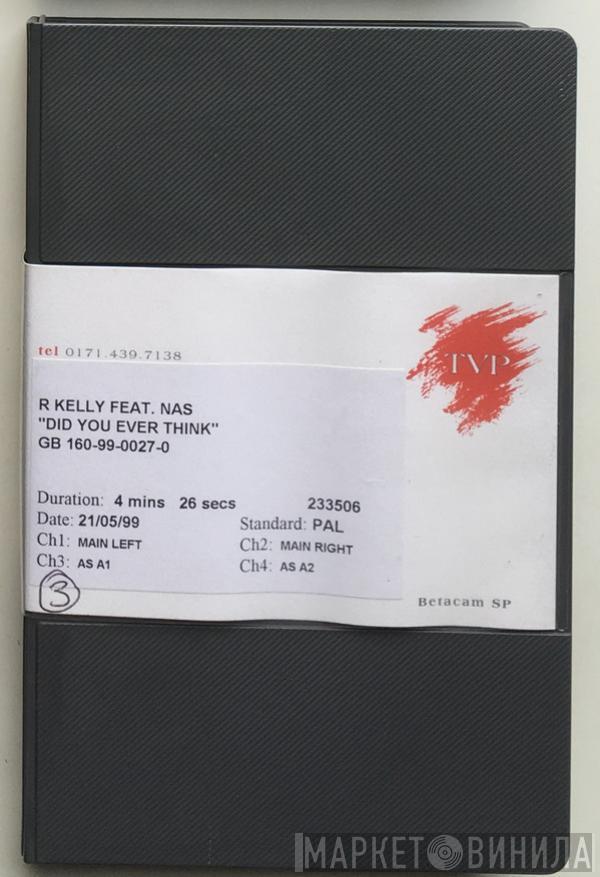 TVP
tel 0171.439.7138
R KELLY FEAT. NAS
"DID YOU EVER THINK"
GB 160-99-0027-0
Duration: 4 mins 26 secs 233506
Date: 21/05/99 Standard: PAL
Ch1: MAIN LEFT Ch2: MAIN RIGHT
Ch3: AS A1 Ch4: AS A2
3
Betacam SP
МАРКЕТ ВИНИЛА